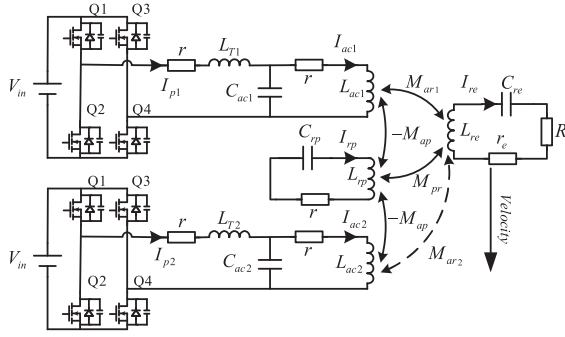 Q1 Q3
V_in
I_p1
r
L_T1
C_ac1
r
I_ac1
L_ac1
M_ar1
I_re
C_re
L_re
r_e
R
Q2 Q4
−M_ap
C_rp
I_rp
L_rp
r
M_pr
Velocity
Q1 Q3
V_in
I_p2
r
L_T2
C_ac2
r
I_ac2
L_ac2
−M_ap
M_ar2
Q2 Q4